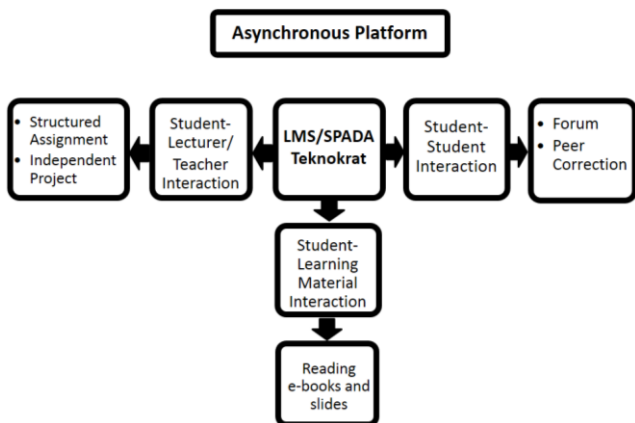 Asynchronous Platform
• Structured
Assignment
• Independent
Project
Student-
Lecturer/
Teacher
Interaction
LMS/SPADA
Teknokrat
Student-
Student
Interaction
• Forum
• Peer
Correction
Student-
Learning
Material
Interaction
Reading
e-books and
slides